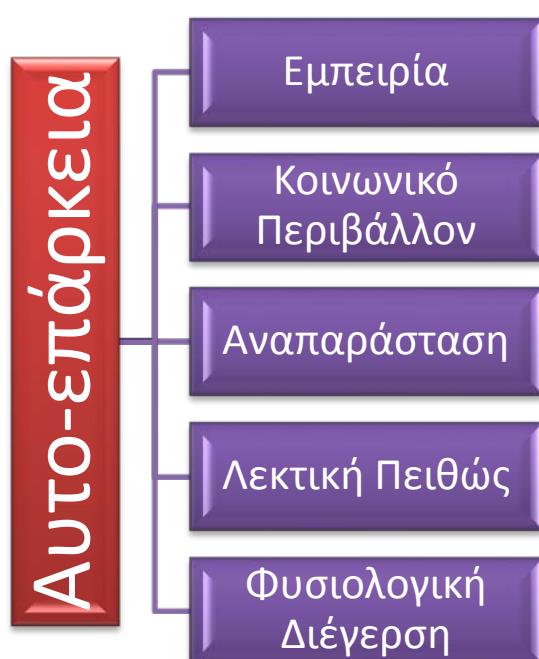 Αυτο-επάρκεια
Εμπειρία
Κοινωνικό
Περιβάλλον
Αναπαράσταση
Λεκτική Πειθώς
Φυσιολογική
Διέγερση